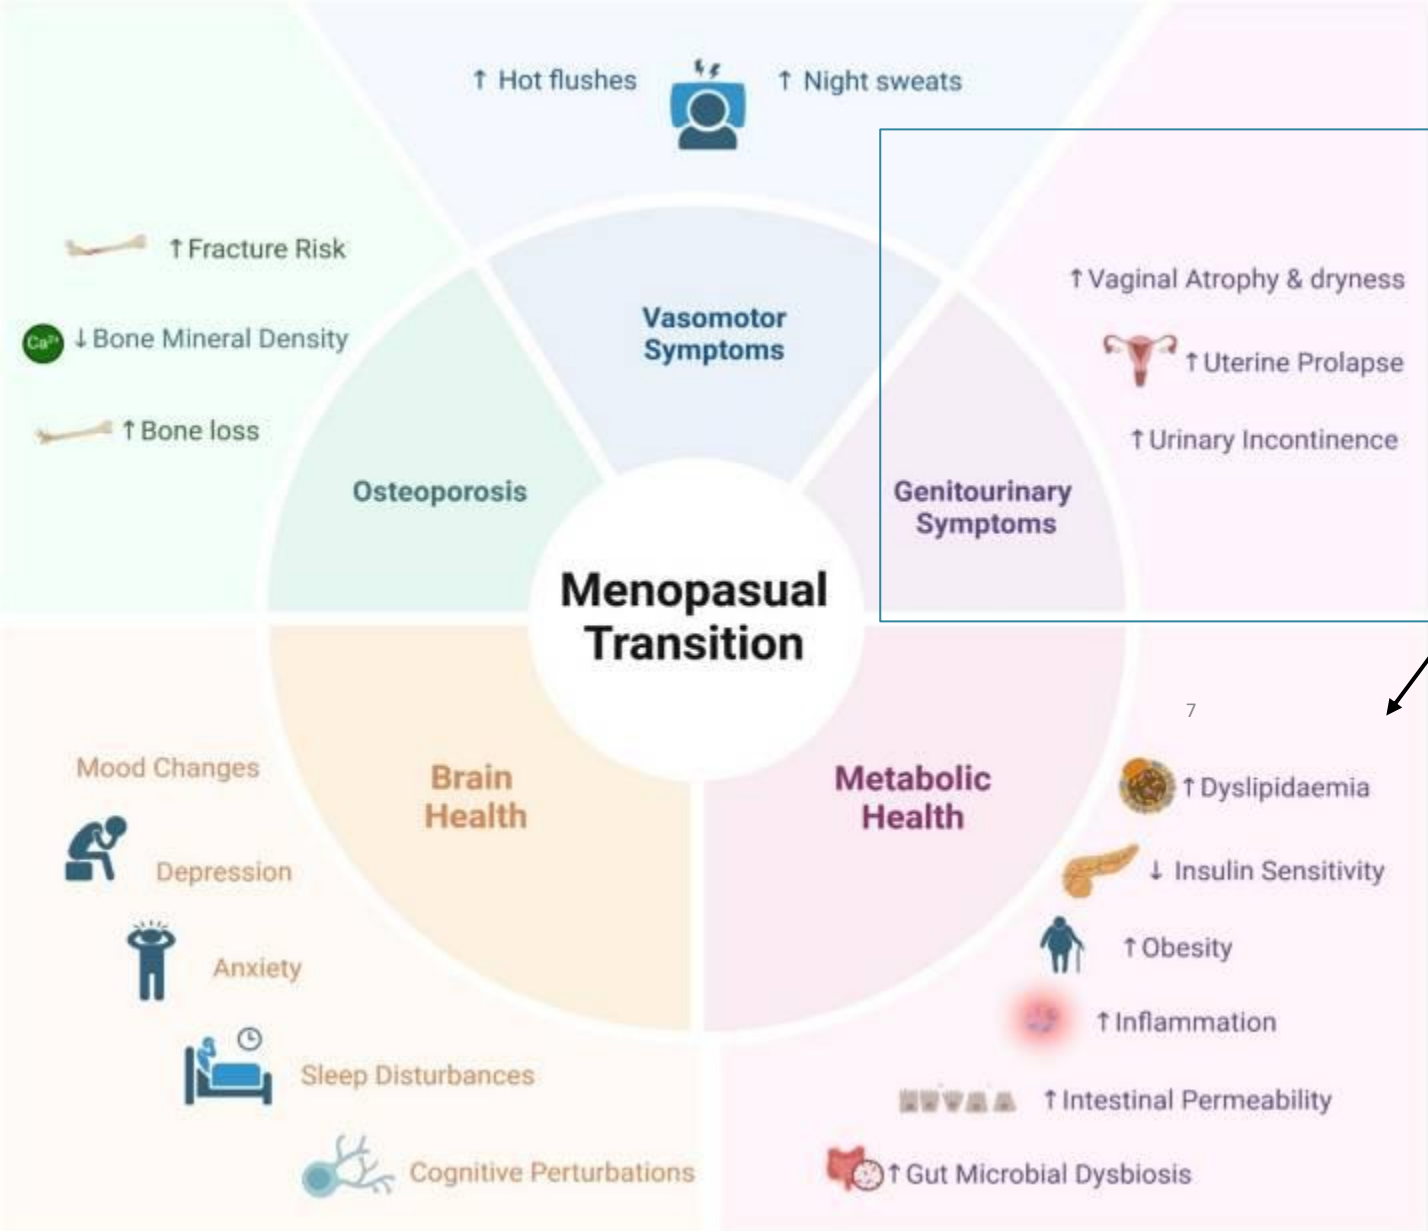 ↑ Hot flushes
↑ Night sweats
Vasomotor
Symptoms
↑ Fracture Risk
Ca²⁺
↓ Bone Mineral Density
↑ Bone loss
Osteoporosis
↑ Vaginal Atrophy & dryness
↑ Uterine Prolapse
↑ Urinary Incontinence
Genitourinary
Symptoms
Menopasual
Transition
7
Brain
Health
Mood Changes
Depression
Anxiety
Sleep Disturbances
Cognitive Perturbations
Metabolic
Health
↑ Dyslipidaemia
↓ Insulin Sensitivity
↑ Obesity
↑ Inflammation
↑ Intestinal Permeability
↑ Gut Microbial Dysbiosis